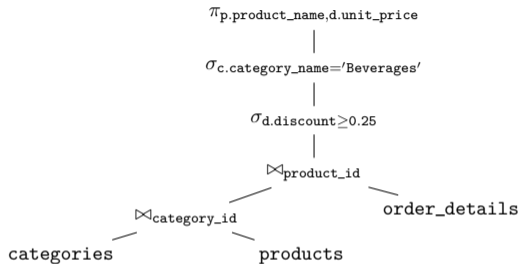 πp.product_name,d.unit_price
σc.category_name='Beverages'
σd.discount≥0.25
⋈product_id
⋈category_id
order_details
categories
products